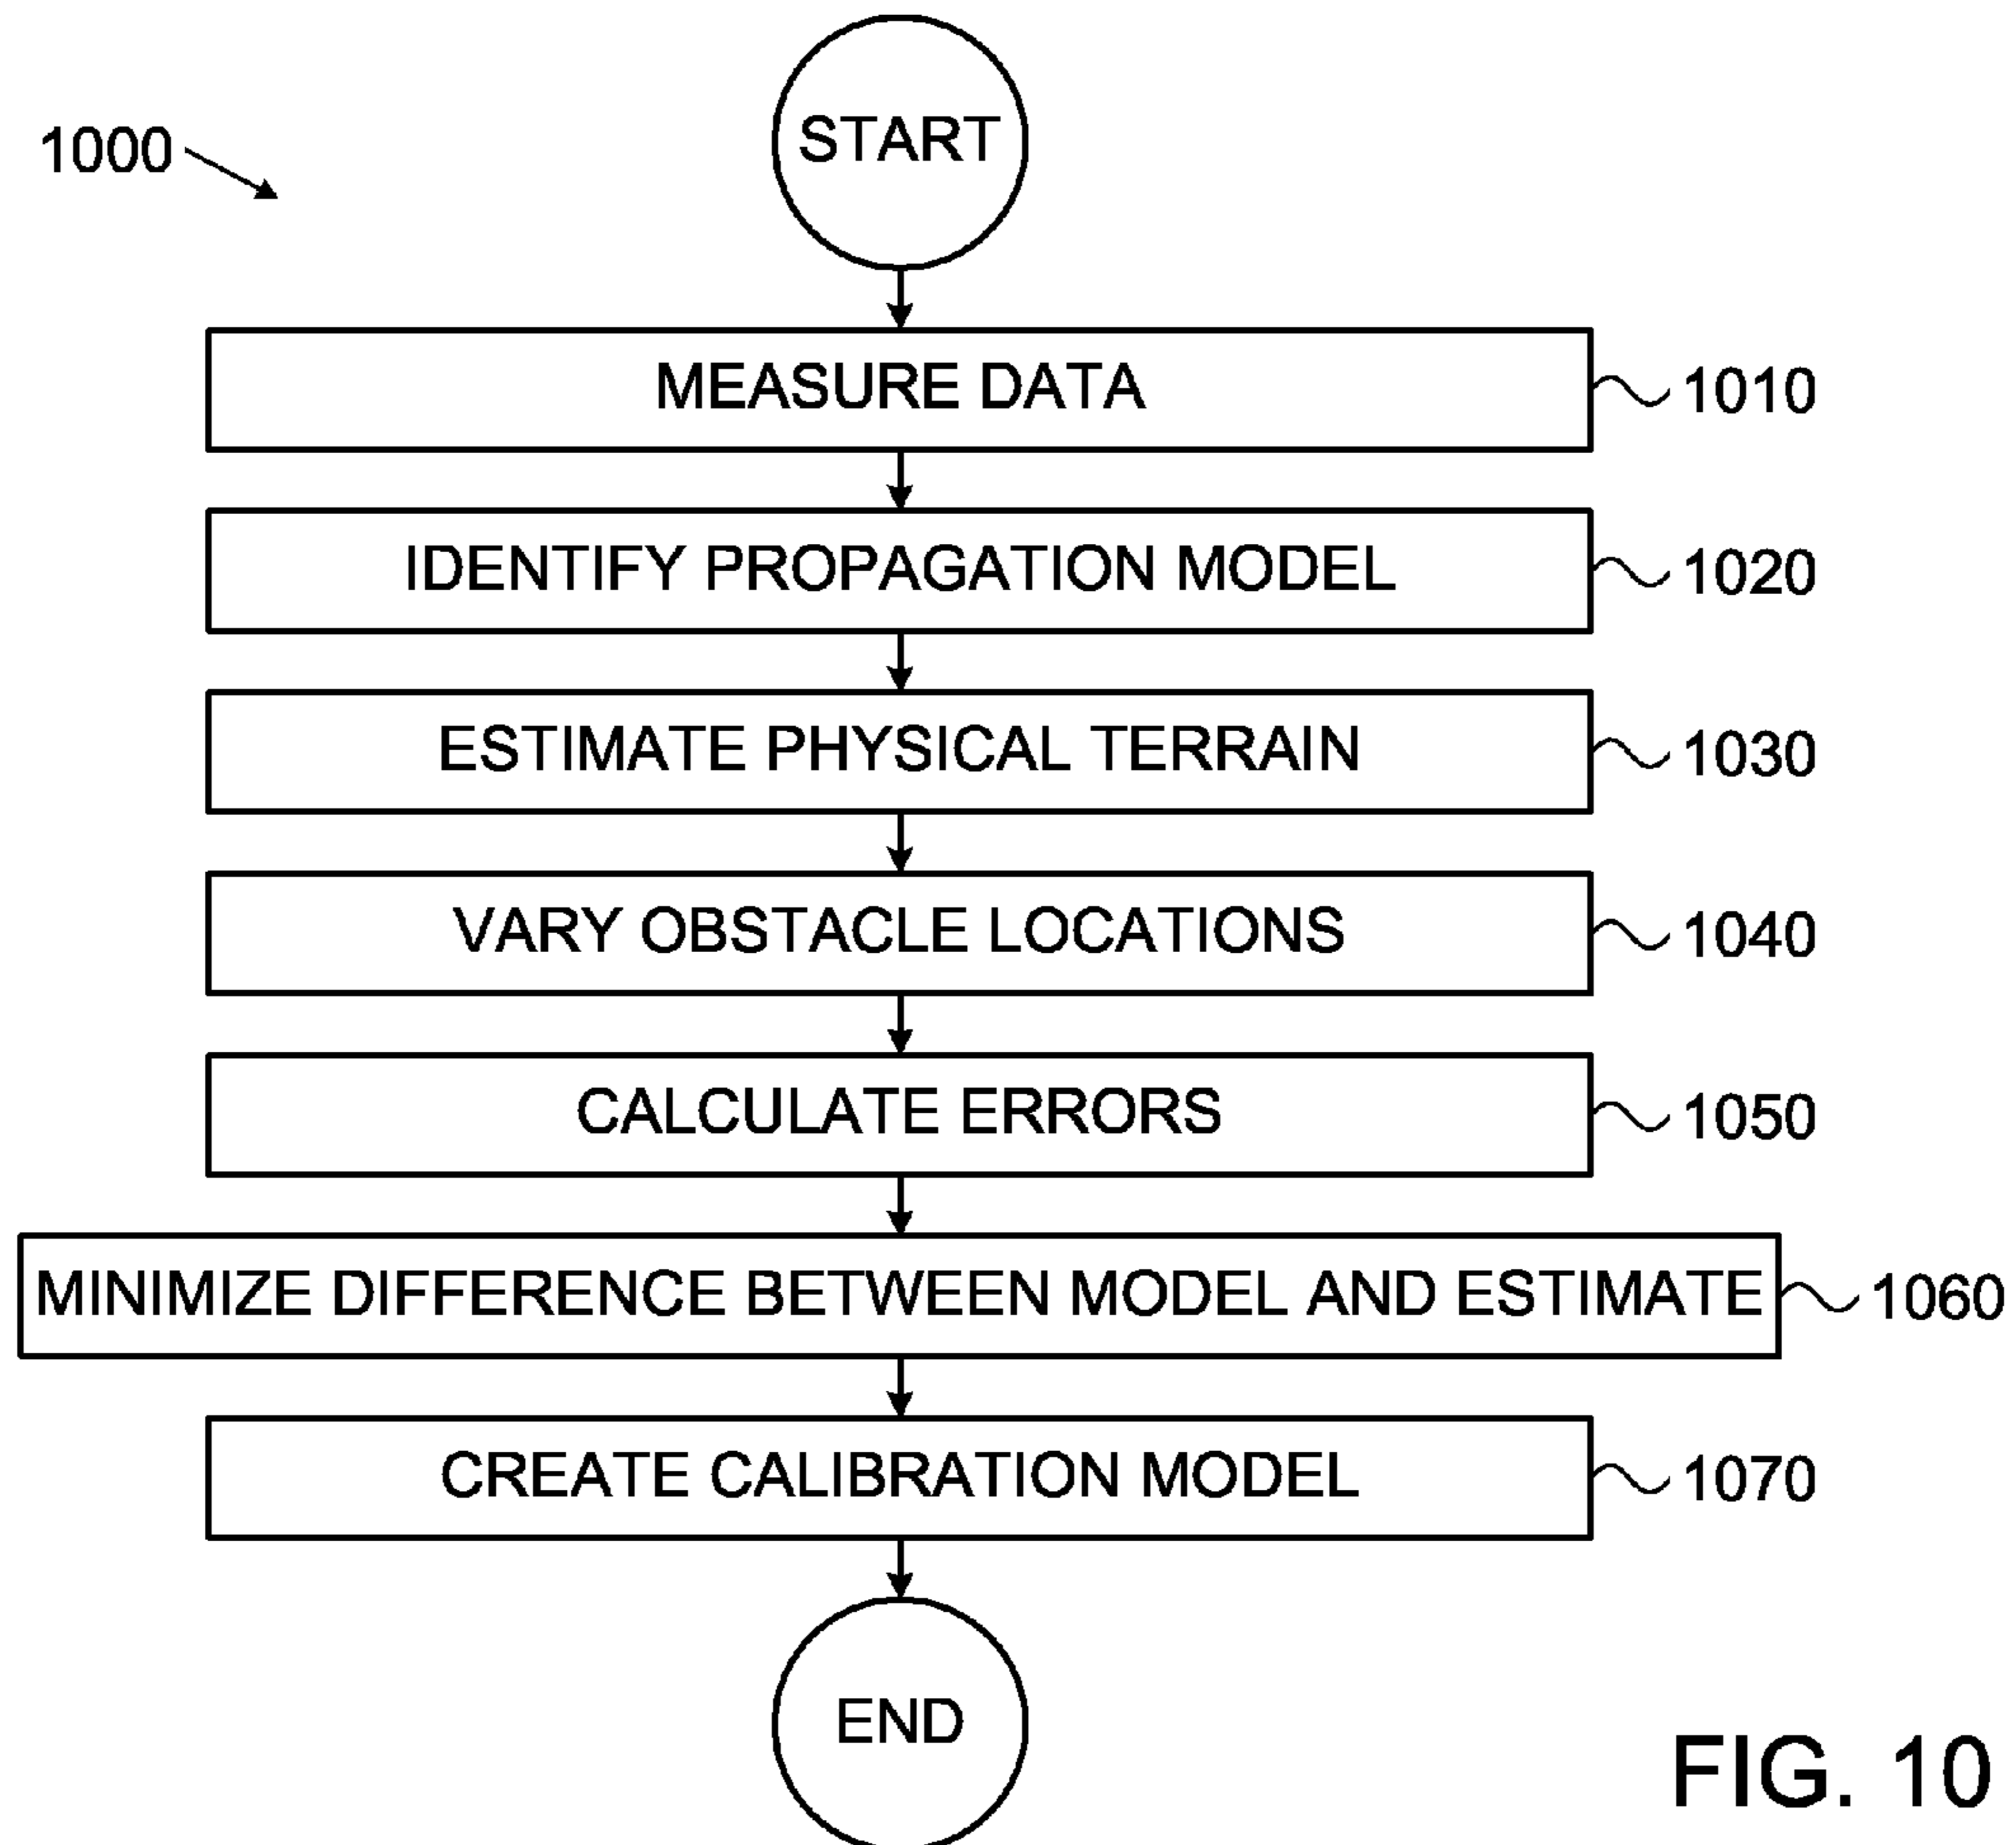 START
1000
MEASURE DATA
1010
IDENTIFY PROPAGATION MODEL
1020
ESTIMATE PHYSICAL TERRAIN
1030
VARY OBSTACLE LOCATIONS
1040
CALCULATE ERRORS
1050
MINIMIZE DIFFERENCE BETWEEN MODEL AND ESTIMATE
1060
CREATE CALIBRATION MODEL
1070
END
FIG. 10